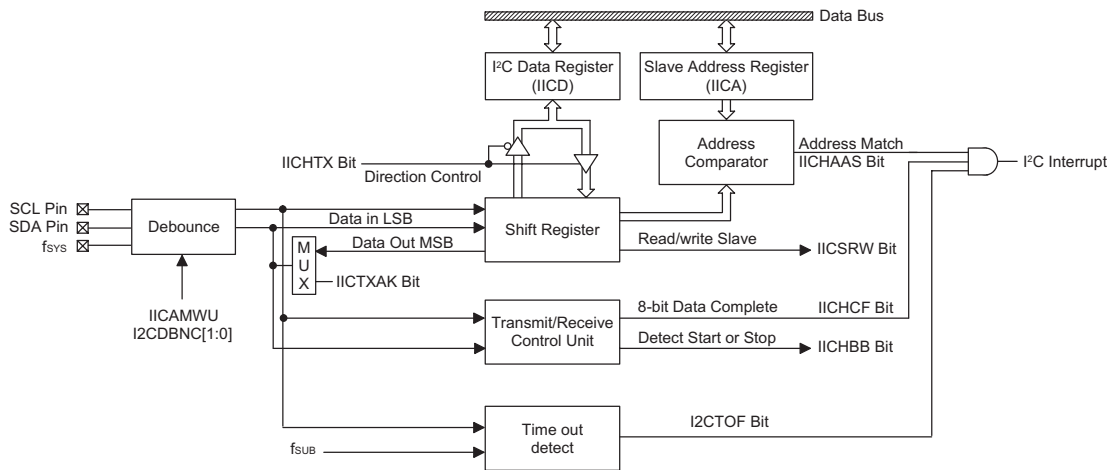 Data Bus
I²C Data Register
(IICD)
Slave Address Register
(IICA)
IICHTX Bit
Direction Control
Address
Comparator
Address Match
IICHAAS Bit
I²C Interrupt
SCL Pin
SDA Pin
fSYS
Debounce
Data in LSB
Shift Register
MUX
Data Out MSB
Read/write Slave
IICSRW Bit
IICTXAK Bit
IICAMWU
I2CDBNC[1:0]
Transmit/Receive
Control Unit
8-bit Data Complete
IICHCF Bit
Detect Start or Stop
IICHBB Bit
Time out
detect
I2CTOF Bit
fSUB